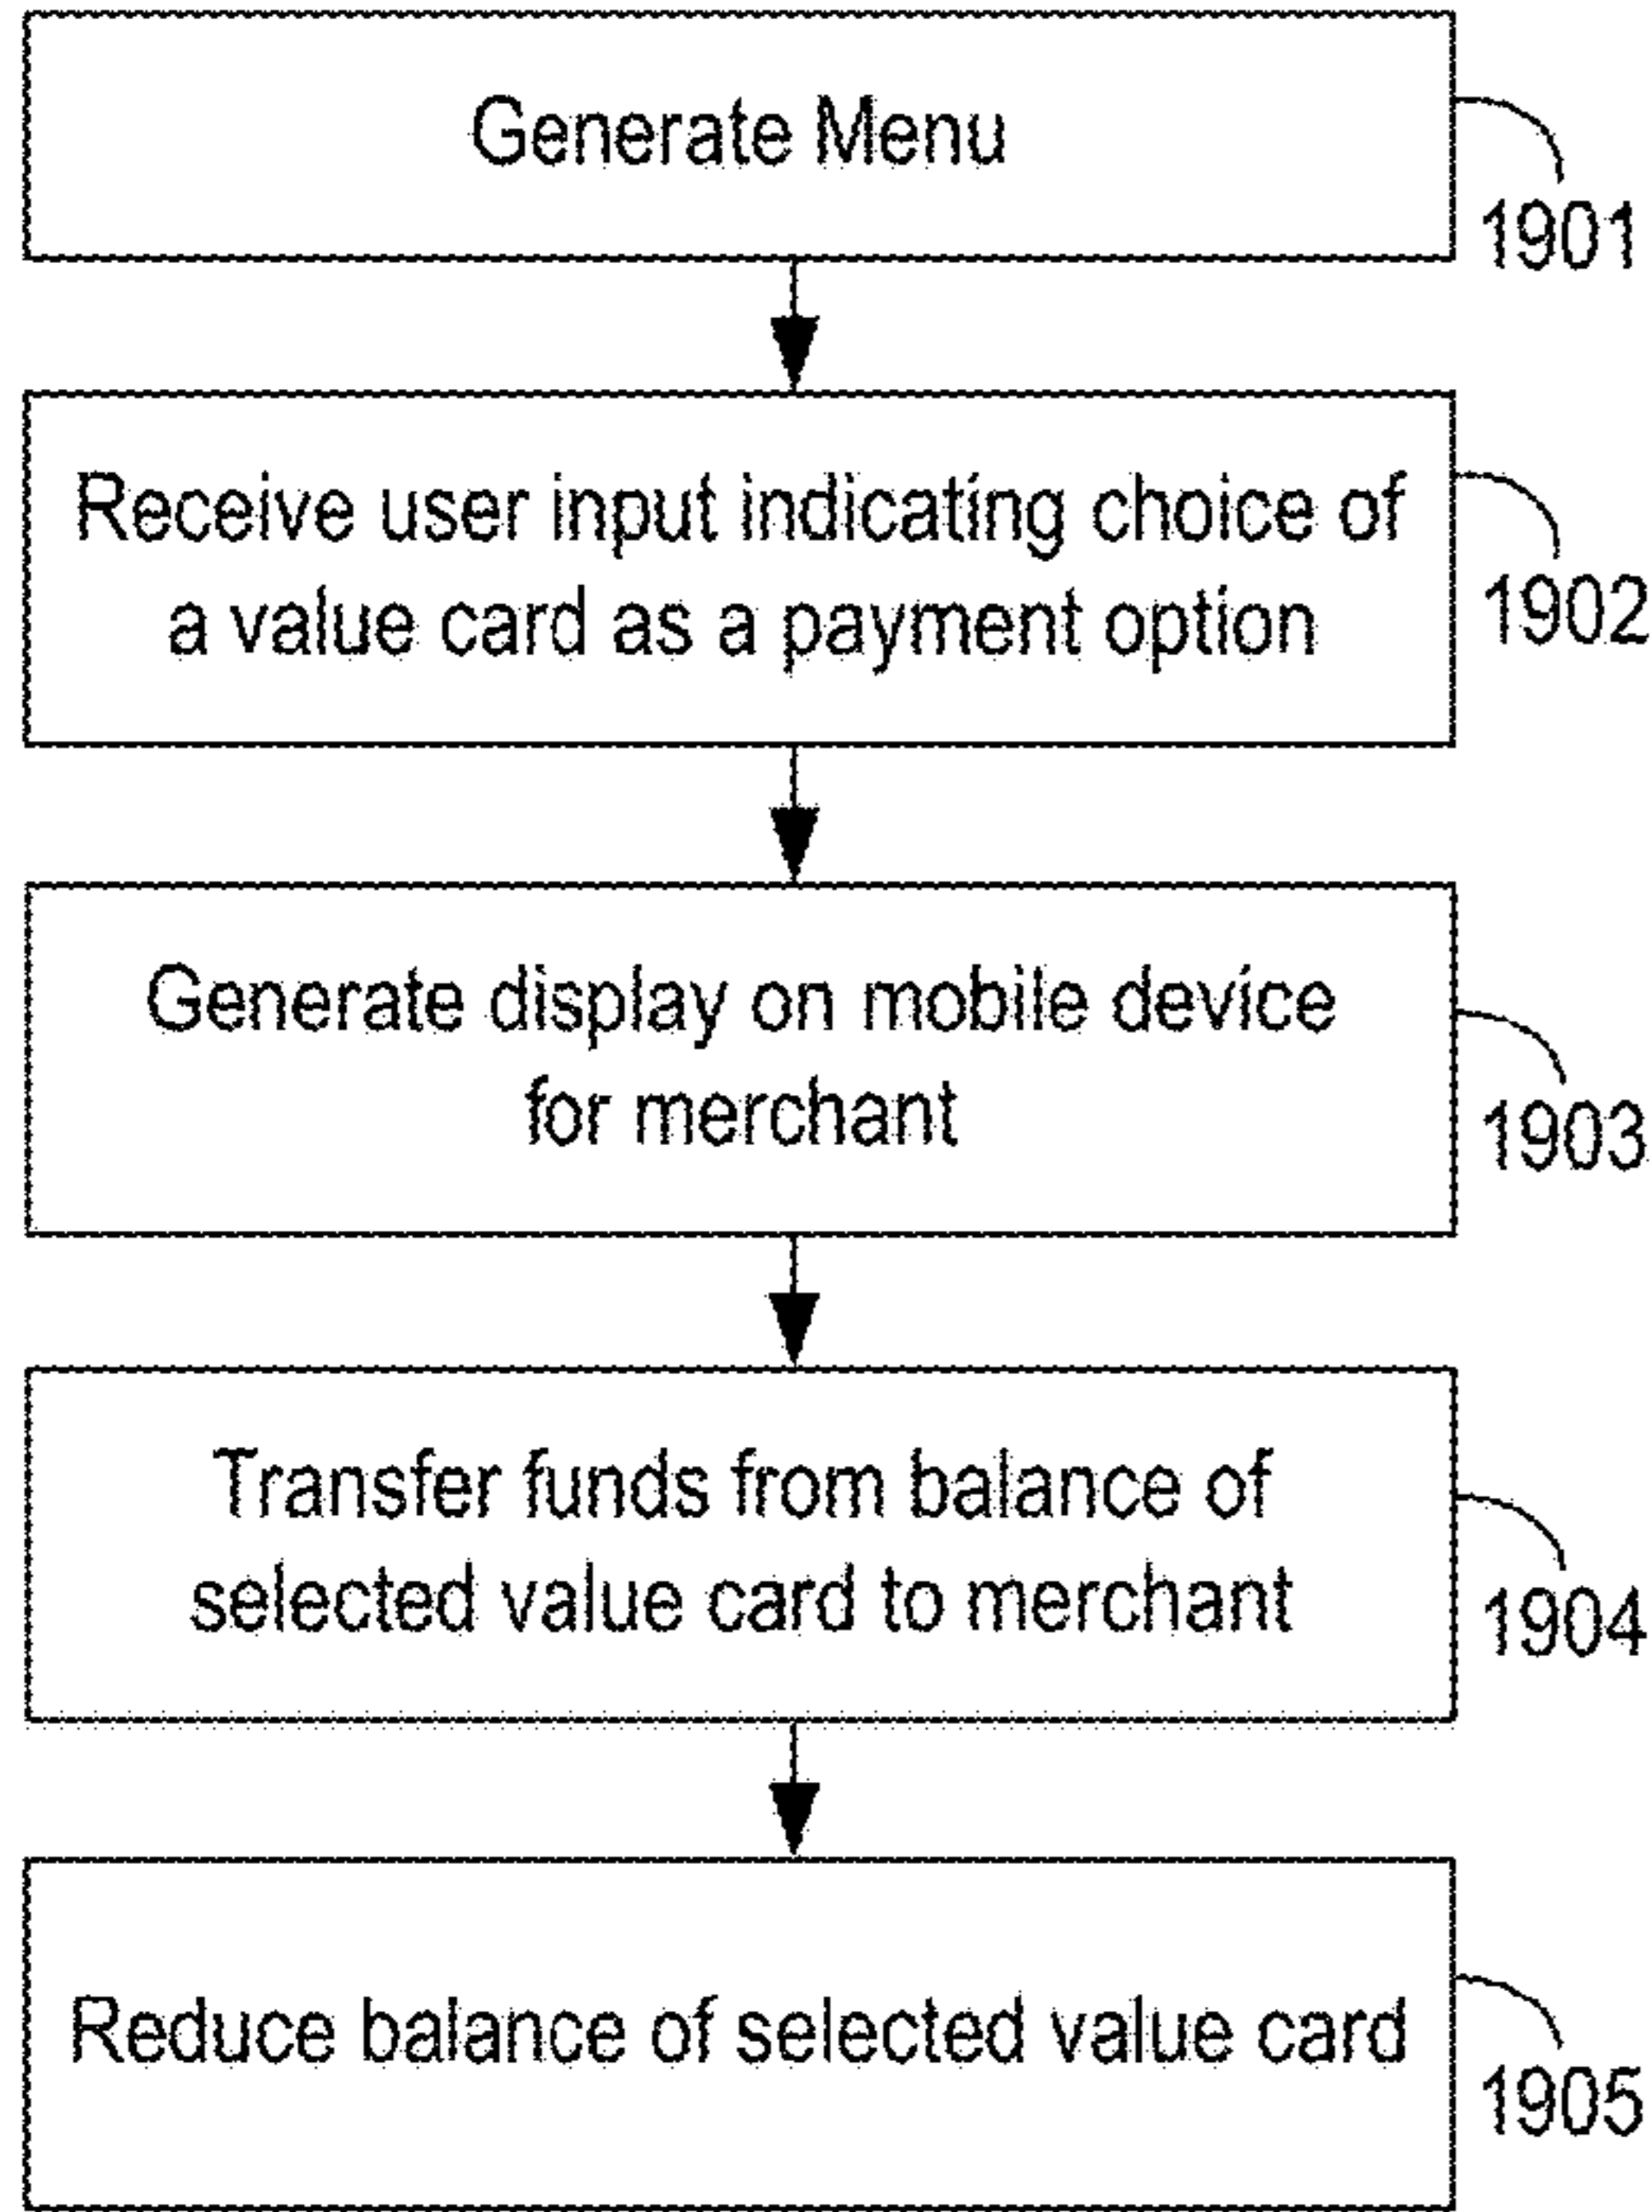 Generate Menu
1901
Receive user input indicating choice of
a value card as a payment option
1902
Generate display on mobile device
for merchant
1903
Transfer funds from balance of
selected value card to merchant
1904
Reduce balance of selected value card
1905